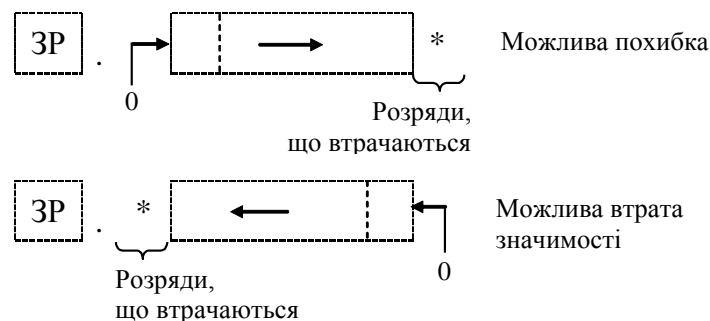 ЗР . * Можлива похибка
0
Розряди,
що втрачаються
ЗР . * Можлива втрата
значимості
0
Розряди,
що втрачаються